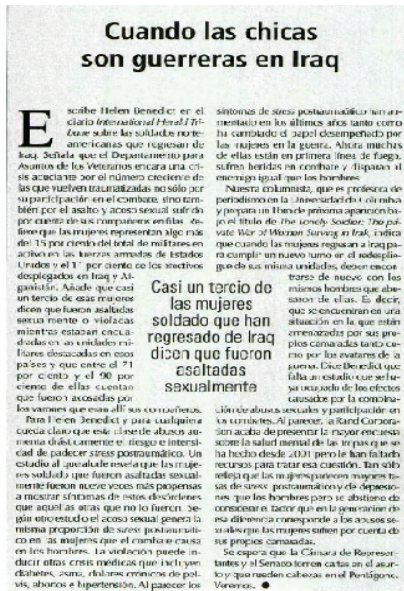 Cuando las chicas
son guerreras en Iraq
Escribe Helen Benedict en el
diario International Herald Tri-
bune sobre las soldados norte-
americanas que regresan de
Iraq. Señala que el Departamento para
Asuntos de los Veteranos encara una cri-
sis acuciante por el número creciente de
las que vuelven traumatizadas no sólo por
su participación en el combate, sino tam-
bién por el asalto y acoso sexual sufrido
por cuenta de sus compañeros en filas. Re-
fiere que las mujeres representan algo más
del 15 por ciento del total de militares en
activo en las fuerzas armadas de Estados
Unidos y el 11 por ciento de los efectivos
desplegados en Iraq y Af-
ganistán. Añade que casi
un tercio de esas mujeres
dicen que fueron asaltadas
sexualmente o violadas
mientras estaban encua-
dradas en las unidades mi-
litares destacadas en esos
países y que entre el 71
por ciento y el 90 por
ciento de ellas cuentan
que fueron acosadas por
los varones que eran allí sus compañeros.
Para Helen Benedict y para cualquiera
queda claro que esta clase de abusos au-
menta drásticamente el riesgo e intensi-
dad de padecer stress postraumático. Un
estudio al que alude revela que las muje-
res soldado que fueron asaltadas sexual-
mente fueron nueve veces más propensas
a mostrar síntomas de estos desórdenes
que aquellas otras que no lo fueron. Se-
gún otro estudio el acoso sexual genera la
misma proporción de stress postraumáti-
co en las mujeres que el combate causa
en los hombres. La violación puede in-
ducir otras crisis médicas que incluyen
diabetes, asma, dolores crónicos de pel-
vis, abortos e hipertensión. Al parecer los
Casi un tercio de
las mujeres
soldado que han
regresado de Iraq
dicen que fueron
asaltadas
sexualmente
síntomas de stress postraumático han au-
mentado en los últimos años tanto como
ha cambiado el papel desempeñado por
las mujeres en la guerra. Ahora muchas
de ellas están en primera línea de fuego,
sufren heridas en combate y disparan al
enemigo igual que los hombres.
Nuestra columnista, que es profesora
de periodismo en la Universidad de Columbia
y prepara un libro de próxima aparición ba-
jo el título de The Lonely Soldier: The pri-
vate War of Women Serving in Irak, indica
que cuando las mujeres regresan a Iraq pa-
ra cumplir un nuevo turno en el redesplie-
gue de sus misma unidades, deben encon-
trarse de nuevo con los
mismos hombres que abu-
saron de ellas. Es decir,
que se encuentran en una
situación en la que están
amenazadas por sus pro-
pios camaradas tanto co-
mo por los avatares de la
guerra. Dice Benedict que
falta un estudio que se ha-
ya ocupado de los efectos
causados por la combina-
ción de abusos sexuales y participación en
los combates. Al parecer, la Rand Corpora-
tion acaba de presentar la mayor encuesta
sobre la salud mental de las tropas que se
ha hecho desde 2001 pero le han faltado
recursos para tratar esa cuestión. Tan sólo
refleja que las mujeres padecen mayores ta-
sas de stress postraumático y de depresio-
nes que los hombres pero se abstiene de
considerar el factor que en la generación de
esa diferencia corresponde a los abusos se-
xuales que las mujeres sufren por cuenta de
sus propios camaradas.
Se espera que la Cámara de Represen-
tantes y el Senado tomen cartas en el asun-
to y que rueden cabezas en el Pentágono.
Veremos. ●